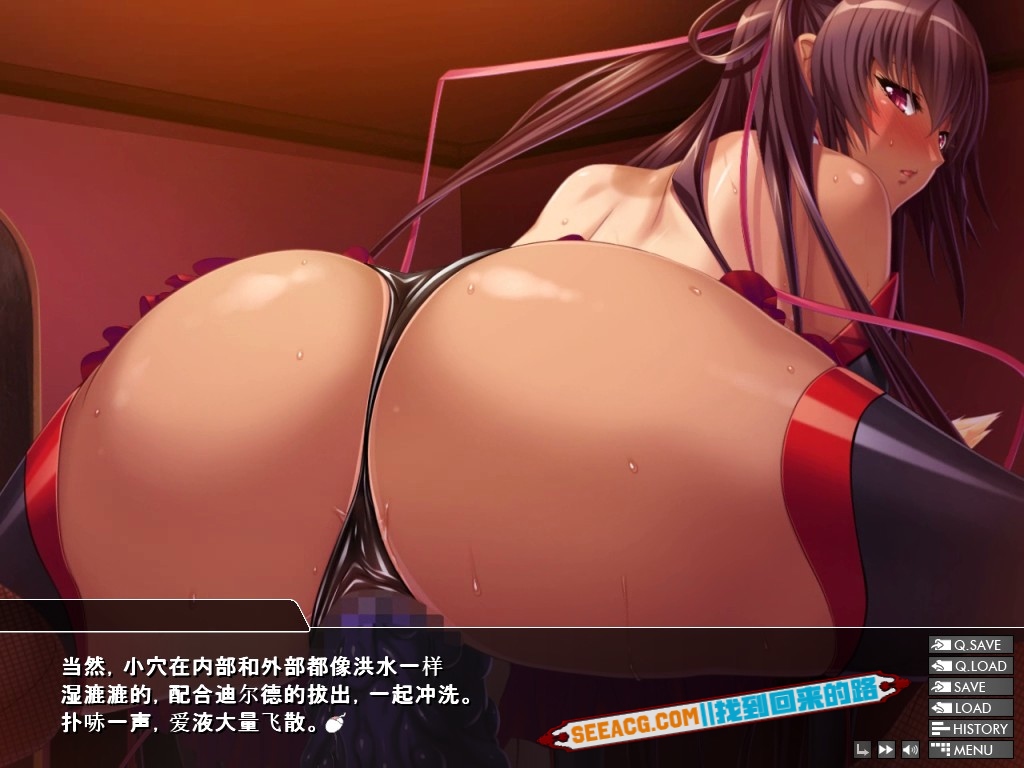 当然, 小穴在内部和外部都像洪水一样
湿漉漉的, 配合迪尔德的拔出, 一起冲洗。
扑哧一声, 爱液大量飞散。
SEEACG.COM||找到回来的路
Q.SAVE
Q.LOAD
SAVE
LOAD
HISTORY
MENU